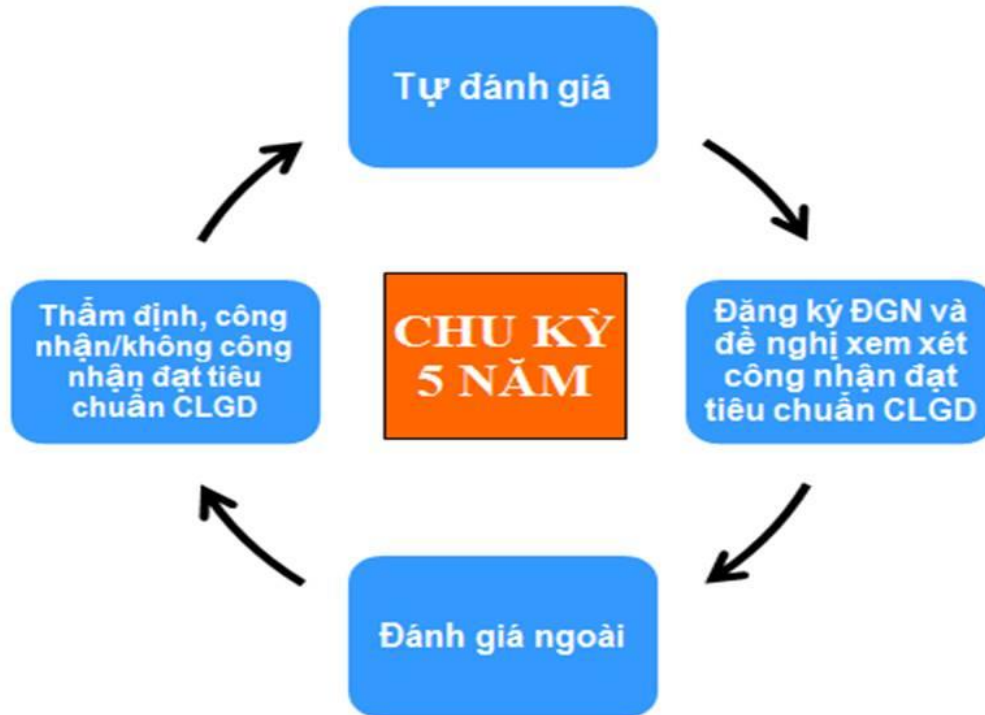 Tự đánh giá
Thẩm định, công
nhận/không công
nhận đạt tiêu
chuẩn CLGD
CHU KỲ
5 NĂM
Đăng ký ĐGN và
đề nghị xem xét
công nhận đạt
tiêu chuẩn CLGD
Đánh giá ngoài